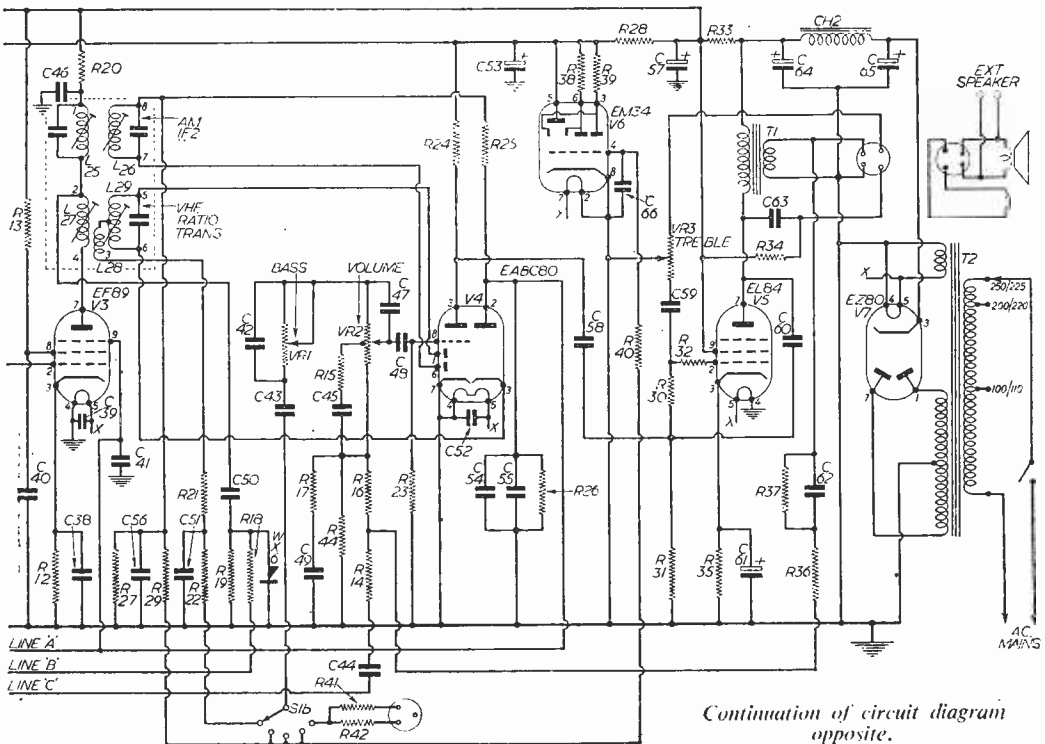 R28
R33
CH2
C53
C57
C64
C65
EXT SPEAKER
C46
R20
R38
R39
EM34
V6
AM1
IF2
L25
L26
R24
R25
T1
L29
L27
L28
VHF
RATIO
TRANS
C66
C63
R13
VR3
TREBLE
R34
BASS
VOLUME
EF89
V3
C47
V4
EABC80
EL84
V5
T2
250/225
200/220
100/110
EZ80
V7
C42
VR1
VR2
C48
C58
C59
C60
R40
R32
R30
R15
C45
C43
C39
C41
C40
C52
R21
C50
R17
R16
R23
C54
C55
R26
R37
C62
C38
C56
C51
R18
W X 6
R44
C49
R12
R27
R29
R22
R19
R14
R31
R35
C61
R36
LINE 'A'
LINE 'B'
LINE 'C'
C44
R41
R42
S1b
A.C.
MAINS
Continuation of circuit diagram
opposite.